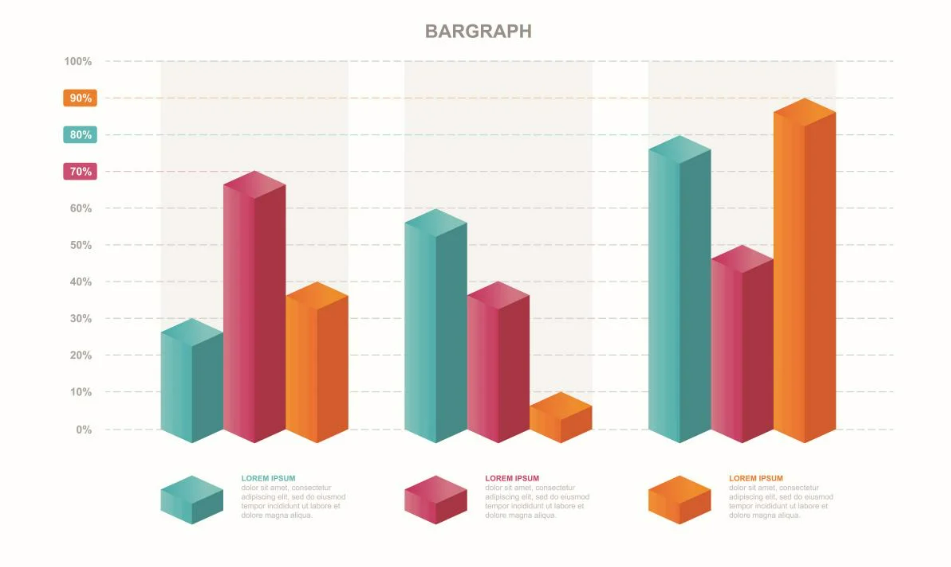 BARGRAPH
100%
90%
80%
70%
60%
50%
40%
30%
20%
10%
0%
LOREM IPSUM
dolor sit amet, consectetur
adipiscing elit, sed do eiusmod
tempor incididunt ut labore et
dolore magna aliqua.
LOREM IPSUM
dolor sit amet, consectetur
adipiscing elit, sed do eiusmod
tempor incididunt ut labore et
dolore magna aliqua.
LOREM IPSUM
dolor sit amet, consectetur
adipiscing elit, sed do eiusmod
tempor incididunt ut labore et
dolore magna aliqua.